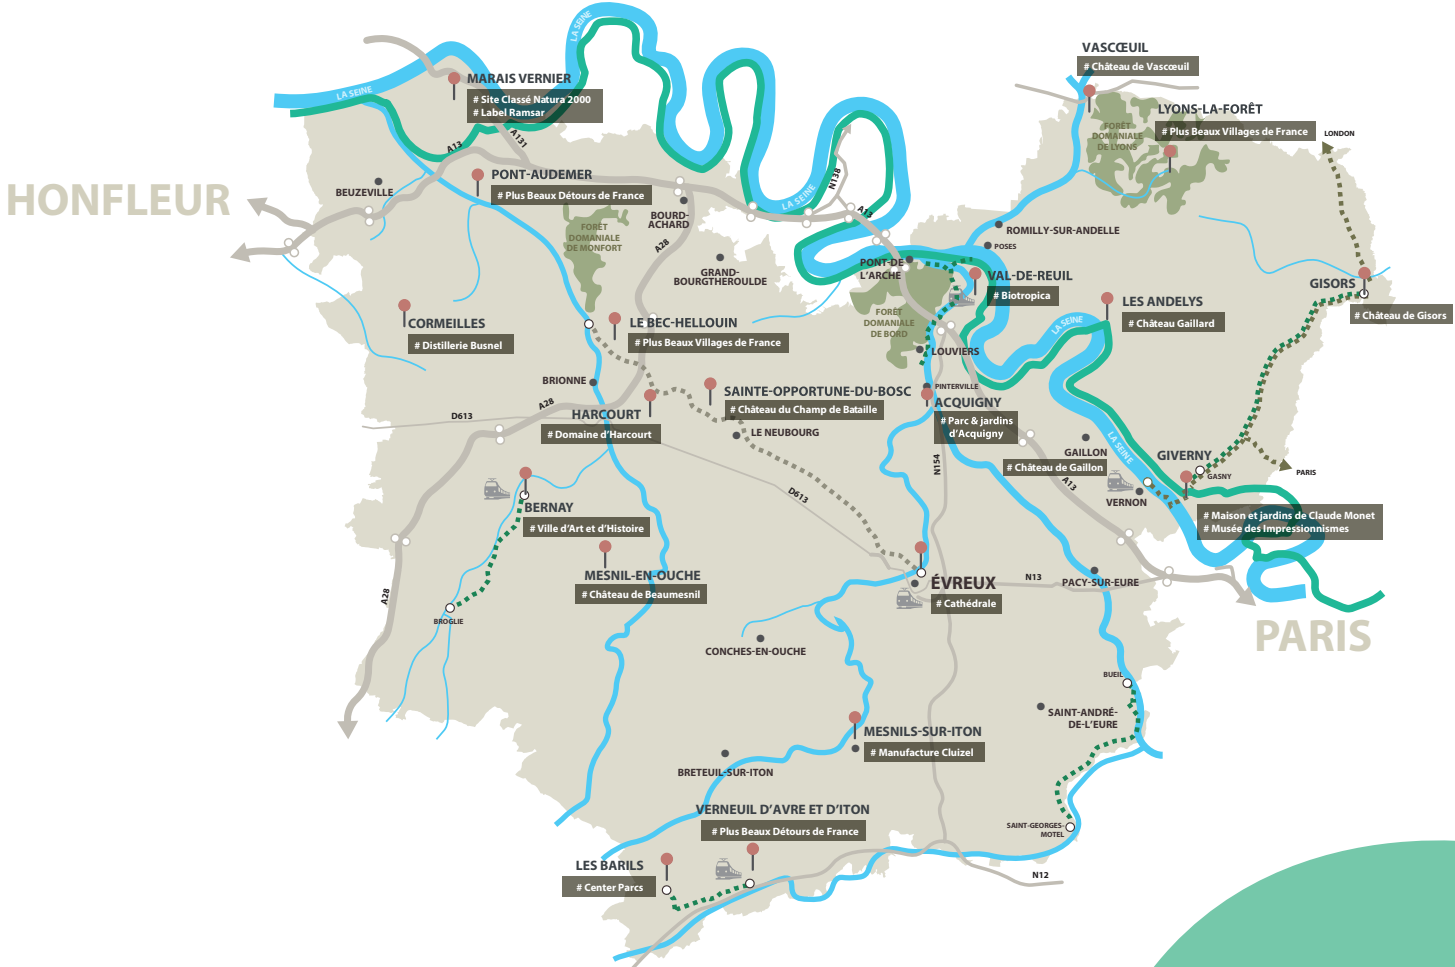 LA SEINE
VASCŒUIL
# Château de Vascœuil
MARAIS VERNIER
# Site Classé Natura 2000
# Label Ramsar
LA SEINE
LYONS-LA-FORÊT
# Plus Beaux Villages de France
FORÊT
DOMANIALE
DE LYONS
LONDON
A13
A131
PONT-AUDEMER
# Plus Beaux Détours de France
BEUZEVILLE
HONFLEUR
N138
LA SEINE
A13
BOURG-
ACHARD
FORÊT
DOMANIALE
DE MONFORT
A28
ROMILLY-SUR-ANDELLE
POSES
PONT-DE
L'ARCHE
GRAND-
BOURGTHEROULDE
VAL-DE-REUIL
# Biotropica
GISORS
# Château de Gisors
LES ANDELYS
# Château Gaillard
LA SEINE
FORÊT
DOMANIALE
DE BORD
CORMEILLES
# Distillerie Busnel
LE BEC-HELLOUIN
# Plus Beaux Villages de France
LOUVIERS
BRIONNE
PINTERVILLE
SAINTE-OPPORTUNE-DU-BOSC
# Château du Champ de Bataille
ACQUIGNY
# Parc & jardins
d'Acquigny
A28
D613
HARCOURT
# Domaine d'Harcourt
LE NEUBOURG
LA SEINE
GAILLON
# Château de Gaillon
GIVERNY
GASNY
PARIS
N154
A13
D613
VERNON
# Maison et jardins de Claude Monet
# Musée des Impressionnismes
BERNAY
# Ville d'Art et d'Histoire
MESNIL-EN-OUCHE
# Château de Beaumesnil
ÉVREUX
# Cathédrale
N13
PACY-SUR-EURE
A28
BROGLIE
PARIS
CONCHES-EN-OUCHE
BUEIL
SAINT-ANDRÉ-
DE-L'EURE
MESNILS-SUR-ITON
# Manufacture Cluizel
BRETEUIL-SUR-ITON
VERNEUIL D'AVRE ET D'ITON
# Plus Beaux Détours de France
SAINT-GEORGES-
MOTEL
LES BARILS
# Center Parcs
N12